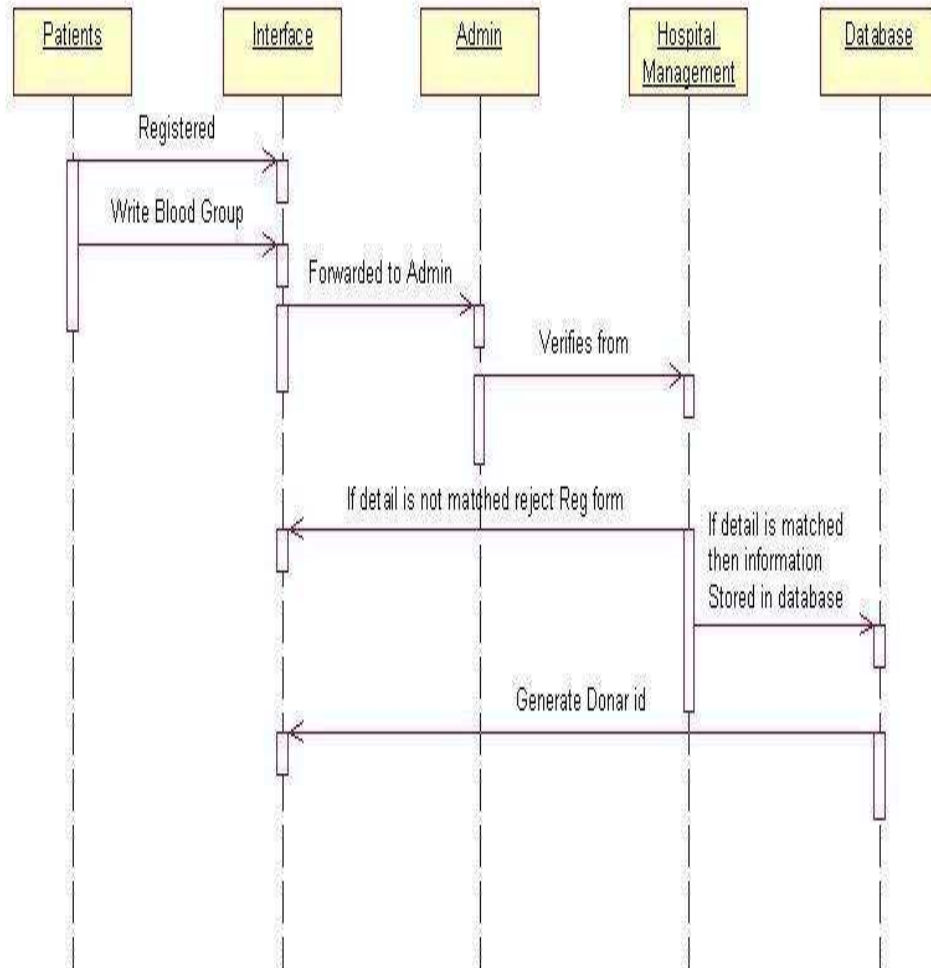 Patients
Interface
Admin
Hospital
Management
Database
Registered
Write Blood Group
Forwarded to Admin
Verifies from
If detail is not matched reject Reg form
If detail is matched
then information
Stored in database
Generate Donar id